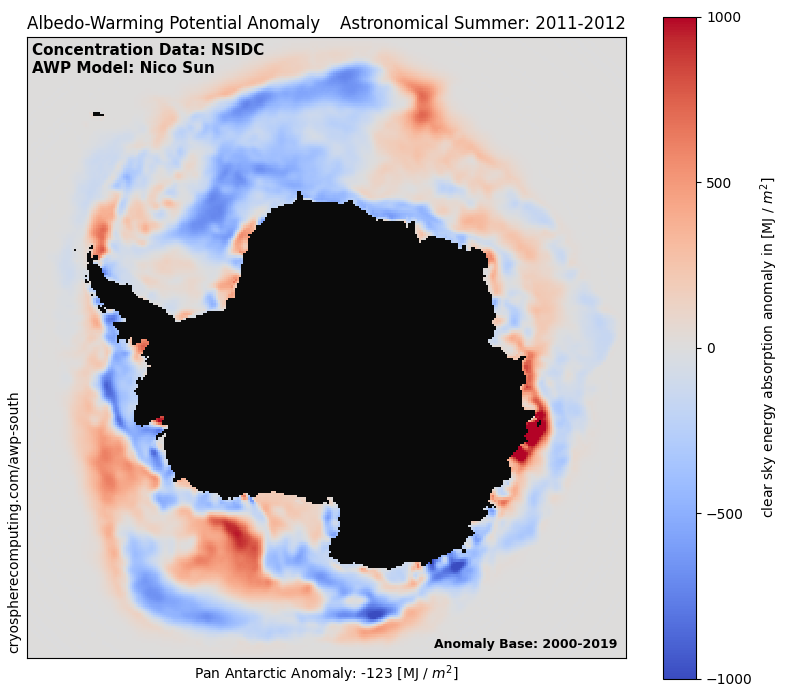 Albedo-Warming Potential Anomaly Astronomical Summer: 2011-2012
Concentration Data: NSIDC
AWP Model: Nico Sun
cryospherecomputing.com/awp-south
Anomaly Base: 2000-2019
Pan Antarctic Anomaly: -123 [MJ / m²]
1000
500
0
−500
−1000
clear sky energy absorption anomaly in [MJ / m²]